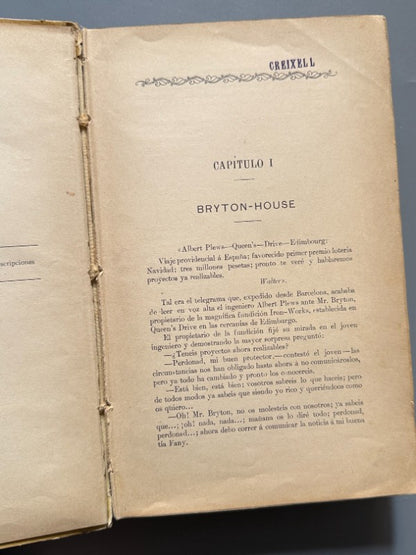 CREIXELL
CAPÍTULO I
BRYTON-HOUSE
«Albert Plews—Queen's—Drive—Edimbourg:
Viaje providencial á España; favorecido primer premio lotería
Navidad; tres millones pesetas; pronto te veré y hablaremos
proyectos ya realizables.
Walter».
Tal era el telegrama que, expedido desde Barcelona, acababa
de leer en voz alta el ingeniero Albert Plews ante Mr. Bryton,
propietario de la magnífica fundición Iron-Works, establecida en
Queen's Drive en las cercanías de Edimburgo.
El propietario de la fundición fijó su mirada en el joven
ingeniero y demostrando la mayor sorpresa preguntó:
—¿Teneis proyectos ahora realizables?
—Perdonad, mi buen protector,—contestó el joven—las
circunstancias nos han obligado hasta ahora á no comunicároslos,
pero ya todo ha cambiado y pronto los conocereis.
—Está bien, está bien; vosotros sabreis lo que haceis; pero
de todos modos ya sabeis que siendo yo rico y queriéndoos como
os quiero...
—Oh! Mr. Bryton, no os molesteis con nosotros; ya sabeis
que...; ¡oh! nada, nada...; mañana os lo diré todo; perdonad,
perdonad...; ahora debo correr á comunicar la noticia á mi buena
tía Fany.
scripciones